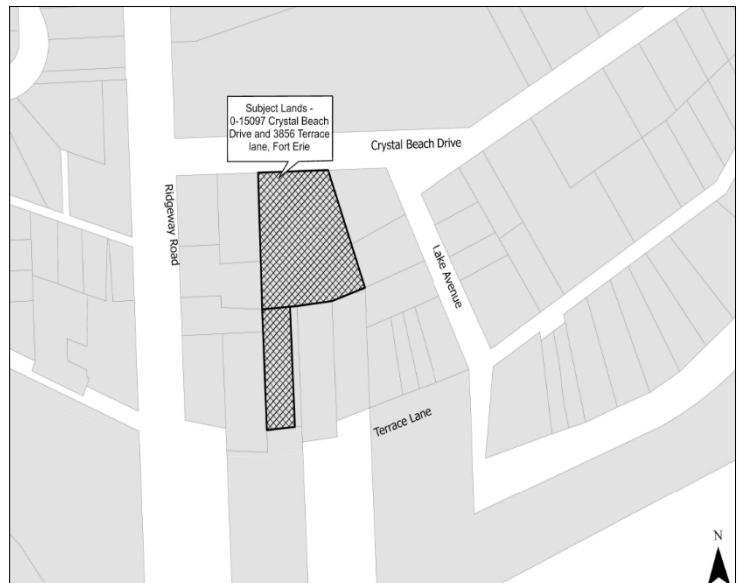 Subject Lands -
0-15097 Crystal Beach
Drive and 3856 Terrace
lane, Fort Erie
Crystal Beach Drive
Ridgeway Road
Lake Avenue
Terrace Lane
N